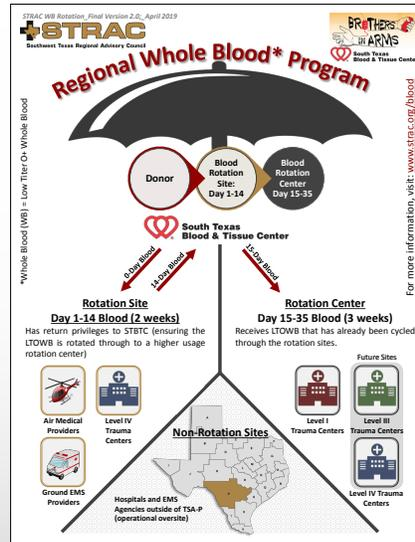 STRAC WB Rotation_Final Version 2.0;_April 2019
STRAC
Southwest Texas Regional Advisory Council
BROTHERS
IN ARMS
South Texas
Blood & Tissue Center
Regional Whole Blood* Program
*Whole Blood (WB) = Low Titer O+ Whole Blood
For more information, visit: www.strac.org/blood
Donor
Blood
Rotation
Site:
Day 1-14
Blood
Rotation
Center
Day 15-35
South Texas
Blood & Tissue Center
0-Day Blood
14-Day Blood
15-Day Blood
Rotation Site
Day 1-14 Blood (2 weeks)
Has return privileges to STBTC (ensuring the
LTOWB is rotated through to a higher usage
rotation center)
Rotation Center
Day 15-35 Blood (3 weeks)
Receives LTOWB that has already been cycled
through the rotation sites.
Future Sites
Air Medical
Providers
Level IV
Trauma
Centers
Ground EMS
Providers
Level I
Trauma Centers
Level III
Trauma Centers
Level IV Trauma
Centers
Non-Rotation Sites
Hospitals and EMS
Agencies outside of TSA-P
(operational oversite)